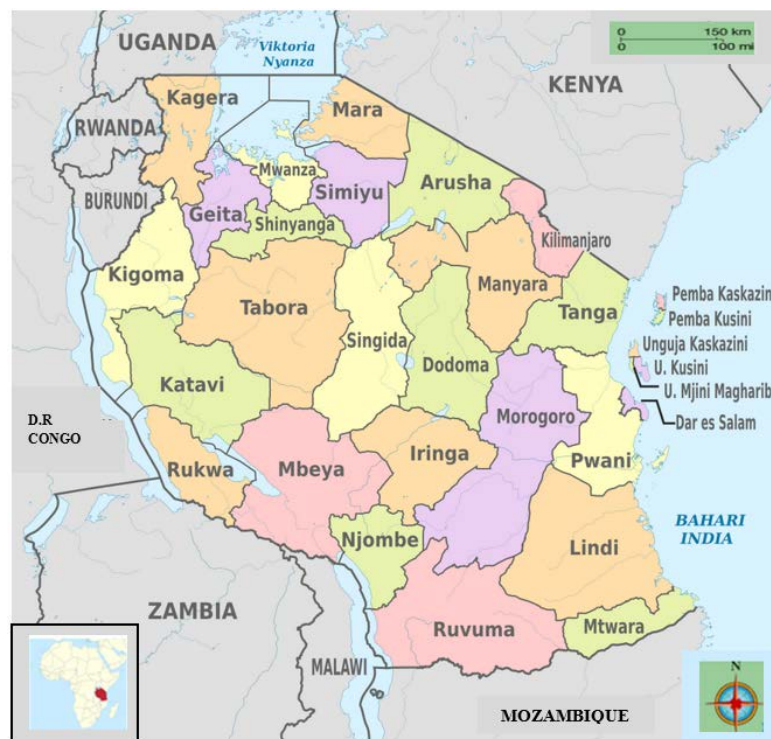 UGANDA
Viktoria
Nyanza
0 150 km
0 100 mi
KENYA
Kagera
Mara
RWANDA
Mwanza
Simiyu
Arusha
BURUNDI
Geita
Shinyanga
Kilimanjaro
Kigoma
Manyara
Tabora
Tanga
Pemba Kaskazin
Pemba Kusini
Singida
Unguja Kaskazini
Dodoma
U. Kusini
Katavi
U. Mjini Magharib
D.R
CONGO
Morogoro
Dar es Salam
Rukwa
Mbeya
Iringa
Pwani
BAHARI
INDIA
Njombe
Lindi
ZAMBIA
Ruvuma
Mtwara
MALAWI
N
MOZAMBIQUE